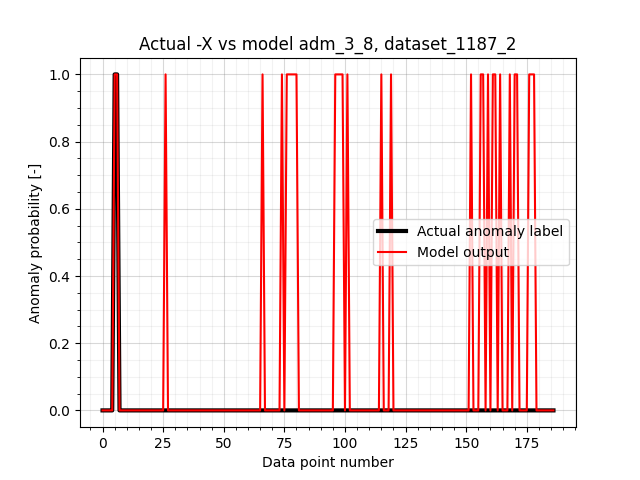 Actual -X vs model adm_3_8, dataset_1187_2
Anomaly probability [-]
1.0
0.8
0.6
0.4
0.2
0.0
Actual anomaly label
Model output
0 25 50 75 100 125 150 175
Data point number